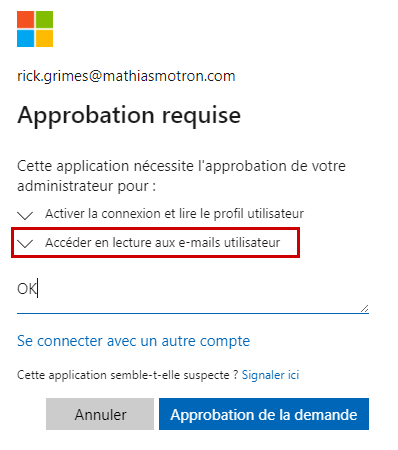 rick.grimes@mathiasmotron.com
Approbation requise
Cette application nécessite l'approbation de votre
administrateur pour :
Activer la connexion et lire le profil utilisateur
Accéder en lecture aux e-mails utilisateur
OK
Se connecter avec un autre compte
Cette application semble-t-elle suspecte ? Signaler ici
Annuler
Approbation de la demande